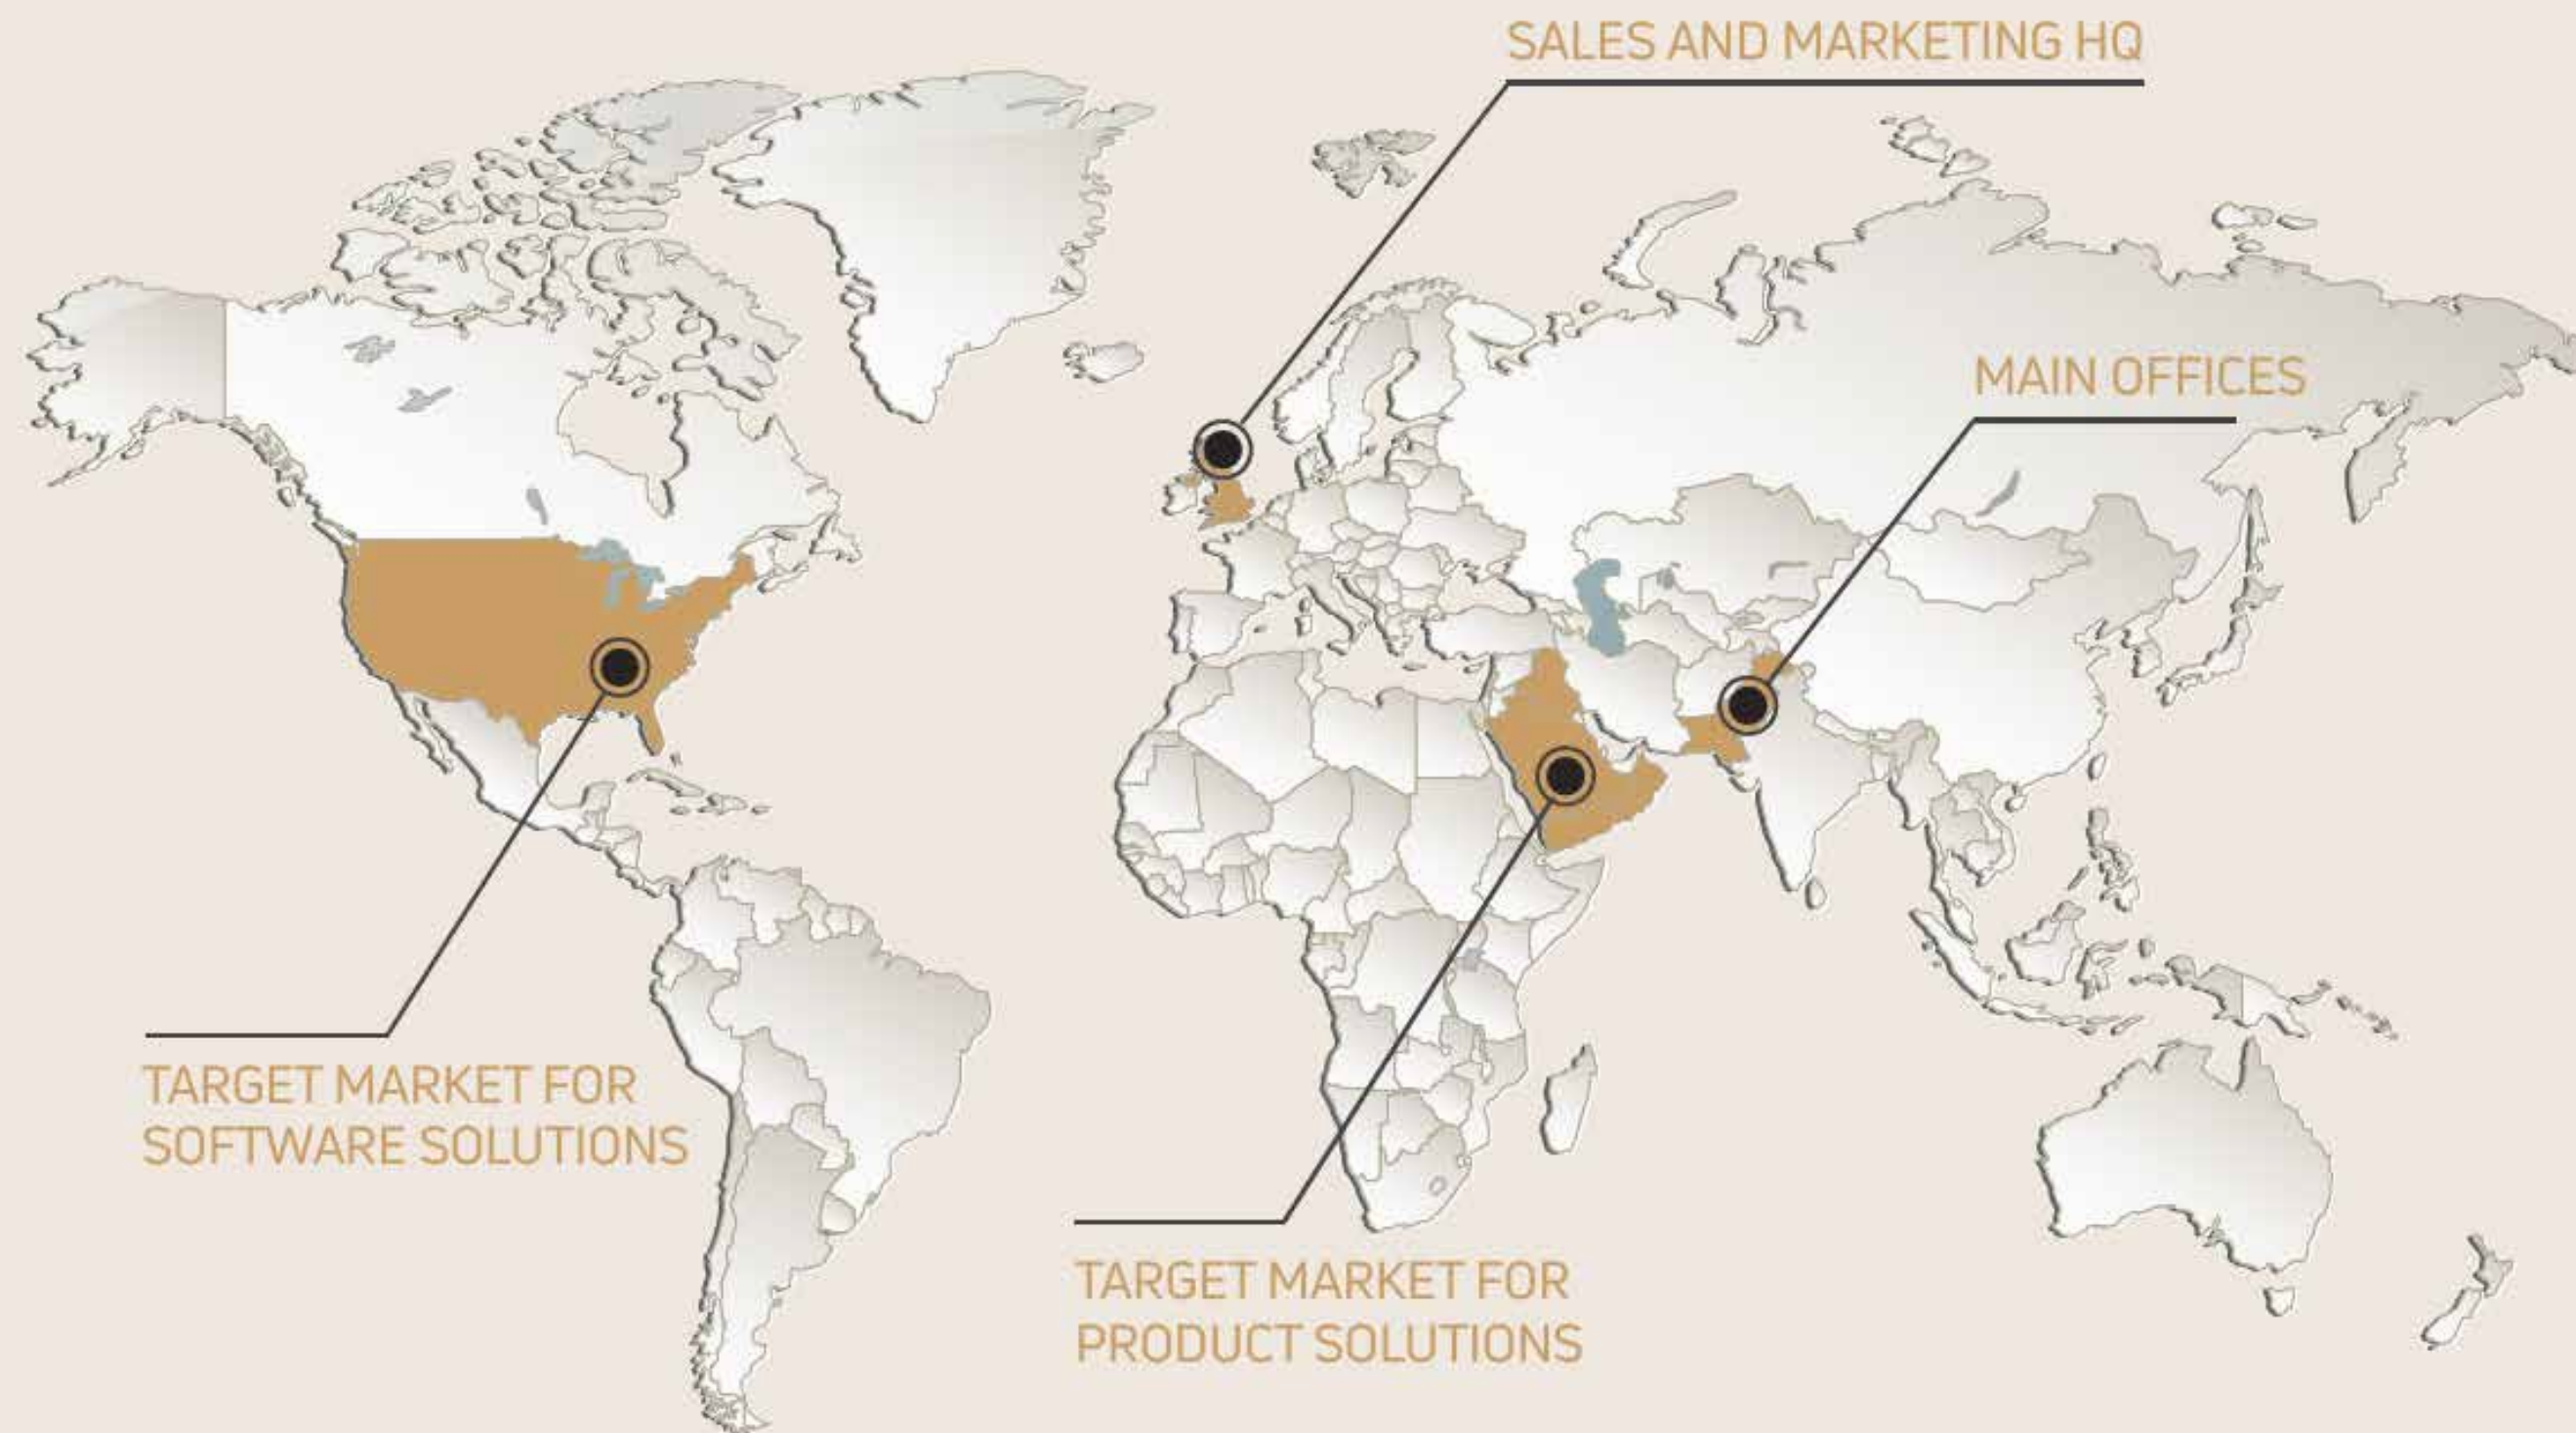 SALES AND MARKETING HQ
MAIN OFFICES
TARGET MARKET FOR
SOFTWARE SOLUTIONS
TARGET MARKET FOR
PRODUCT SOLUTIONS